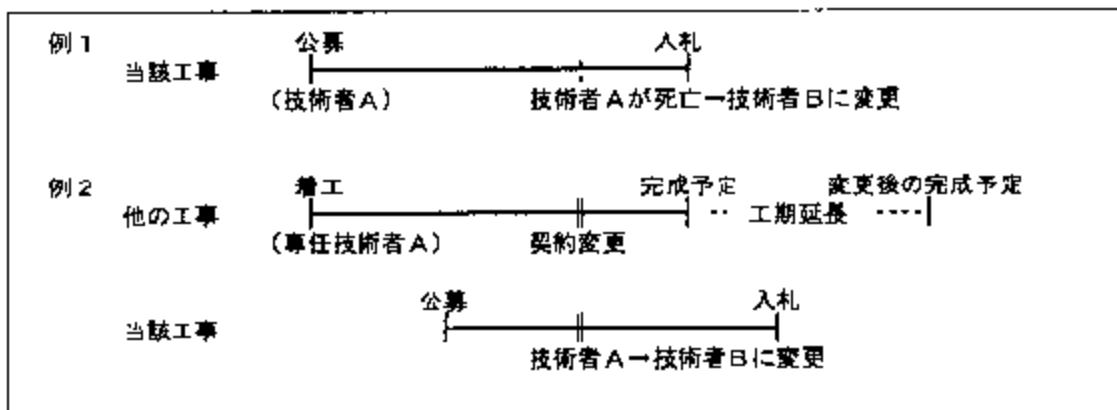 例1
公募 入札
当該工事
(技術者A) 技術者Aが死亡→技術者Bに変更
例2
着工 完成予定 変更後の完成予定
他の工事 工期延長
(専任技術者A) 契約変更
公募 入札
当該工事
技術者A→技術者Bに変更